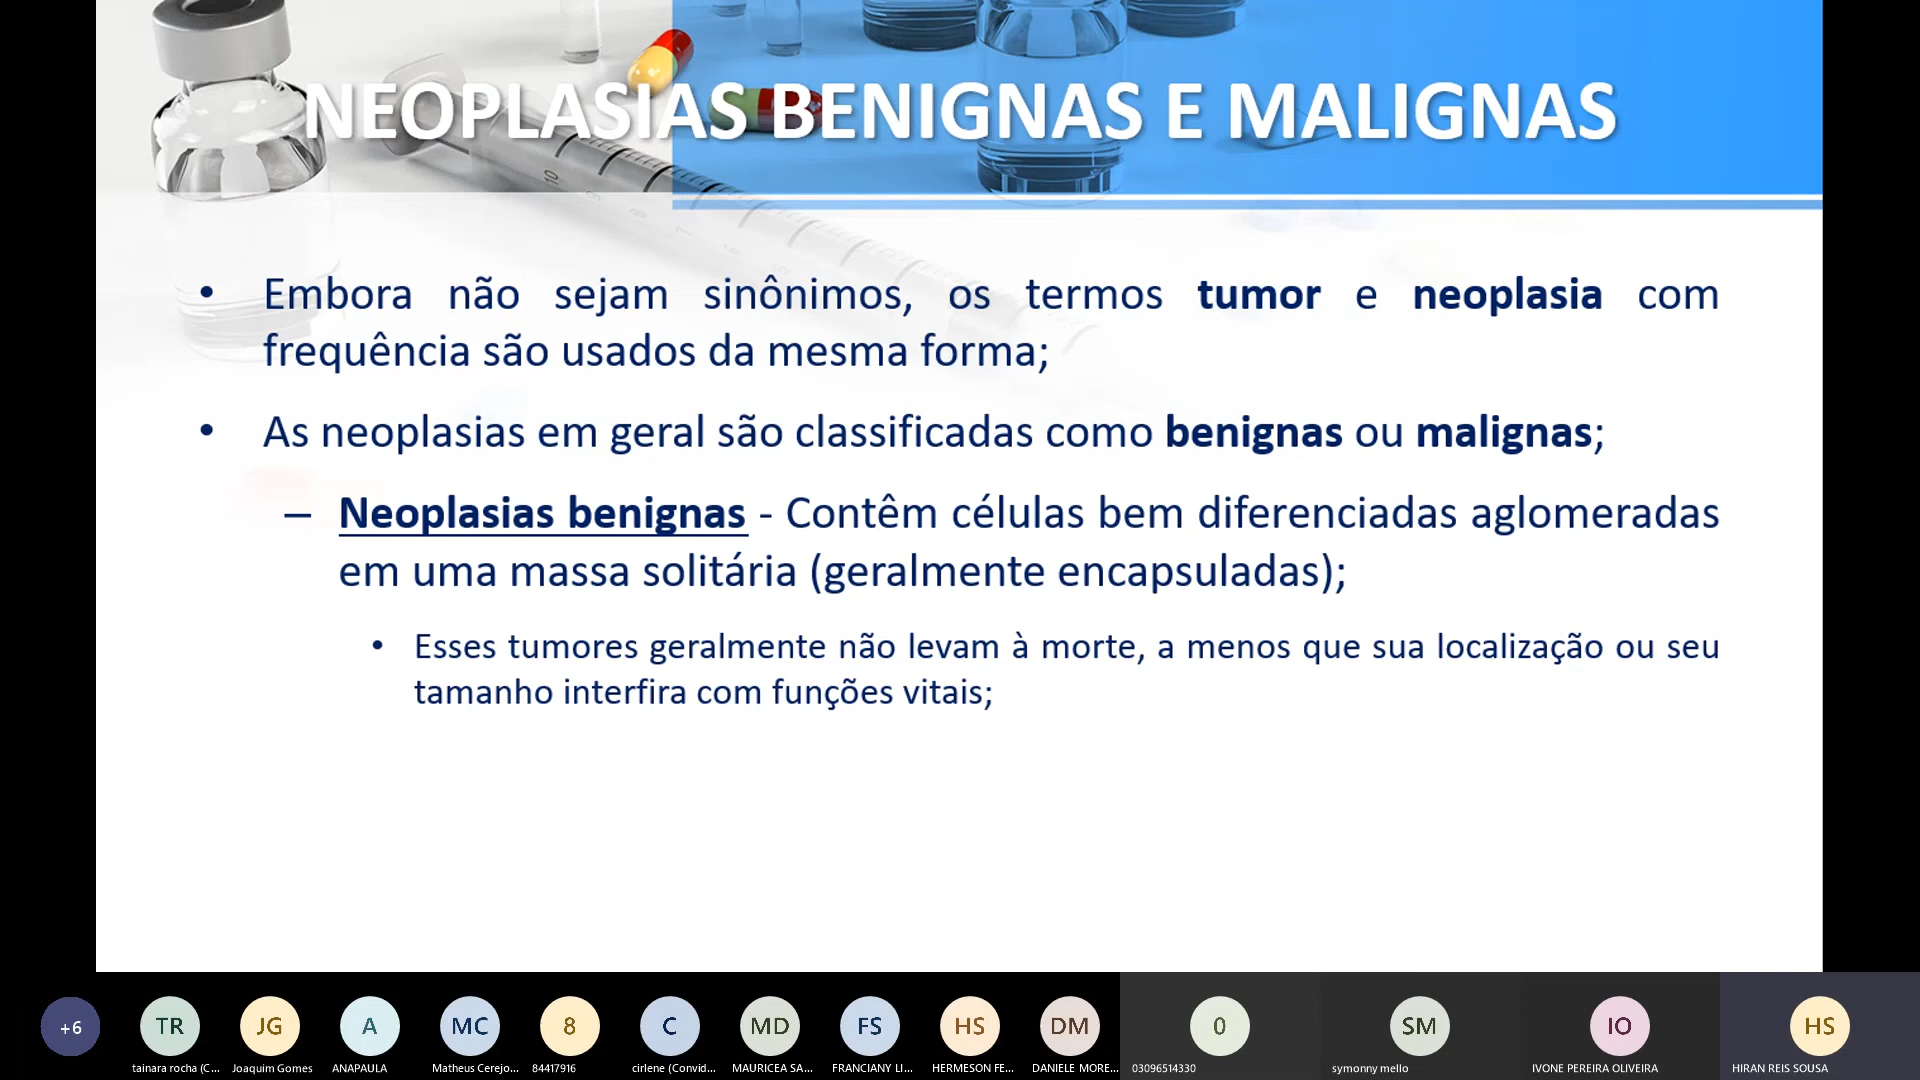 NEOPLASIAS BENIGNAS E MALIGNAS
• Embora não sejam sinônimos, os termos tumor e neoplasia com
frequência são usados da mesma forma;
• As neoplasias em geral são classificadas como benignas ou malignas;
– Neoplasias benignas - Contêm células bem diferenciadas aglomeradas
em uma massa solitária (geralmente encapsuladas);
• Esses tumores geralmente não levam à morte, a menos que sua localização ou seu
tamanho interfira com funções vitais;
10
+6 TR JG A MC 8 C MD FS HS DM 0 SM IO HS
tainara rocha (C... Joaquim Gomes ANAPAULA Matheus Cerejo... 84417916 cirlene (Convid... MAURICEA SA... FRANCIANY LI... HERMESON FE... DANIELE MORE... 03096514330 symonny mello IVONE PEREIRA OLIVEIRA HIRAN REIS SOUSA